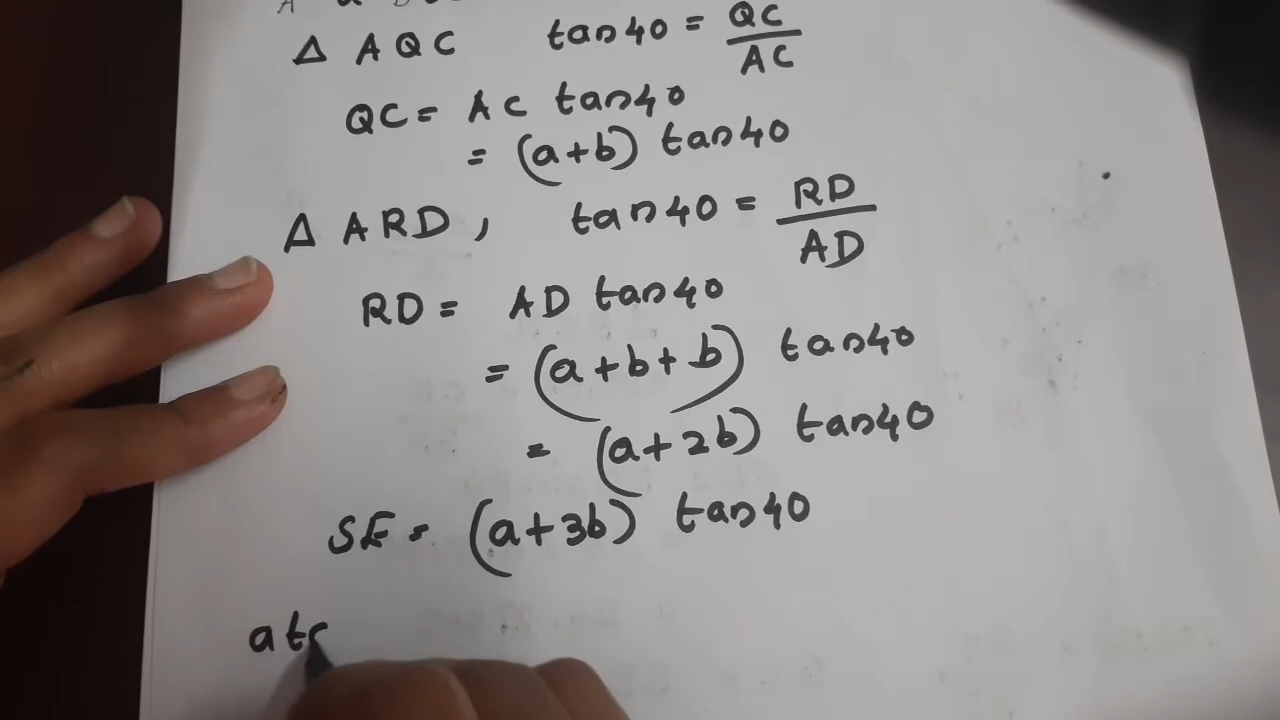 Δ AQC tan40 = QC/AC
QC = AC tan40
= (a+b) tan40
Δ ARD, tan40 = RD/AD
RD = AD tan40
= (a+b+b) tan40
= (a+2b) tan40
SE = (a+3b) tan40
a ta